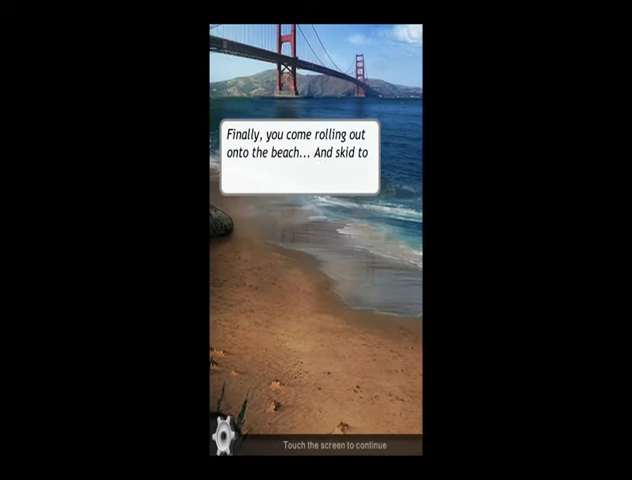 Finally, you come rolling out
onto the beach... And skid to
Touch the screen to continue